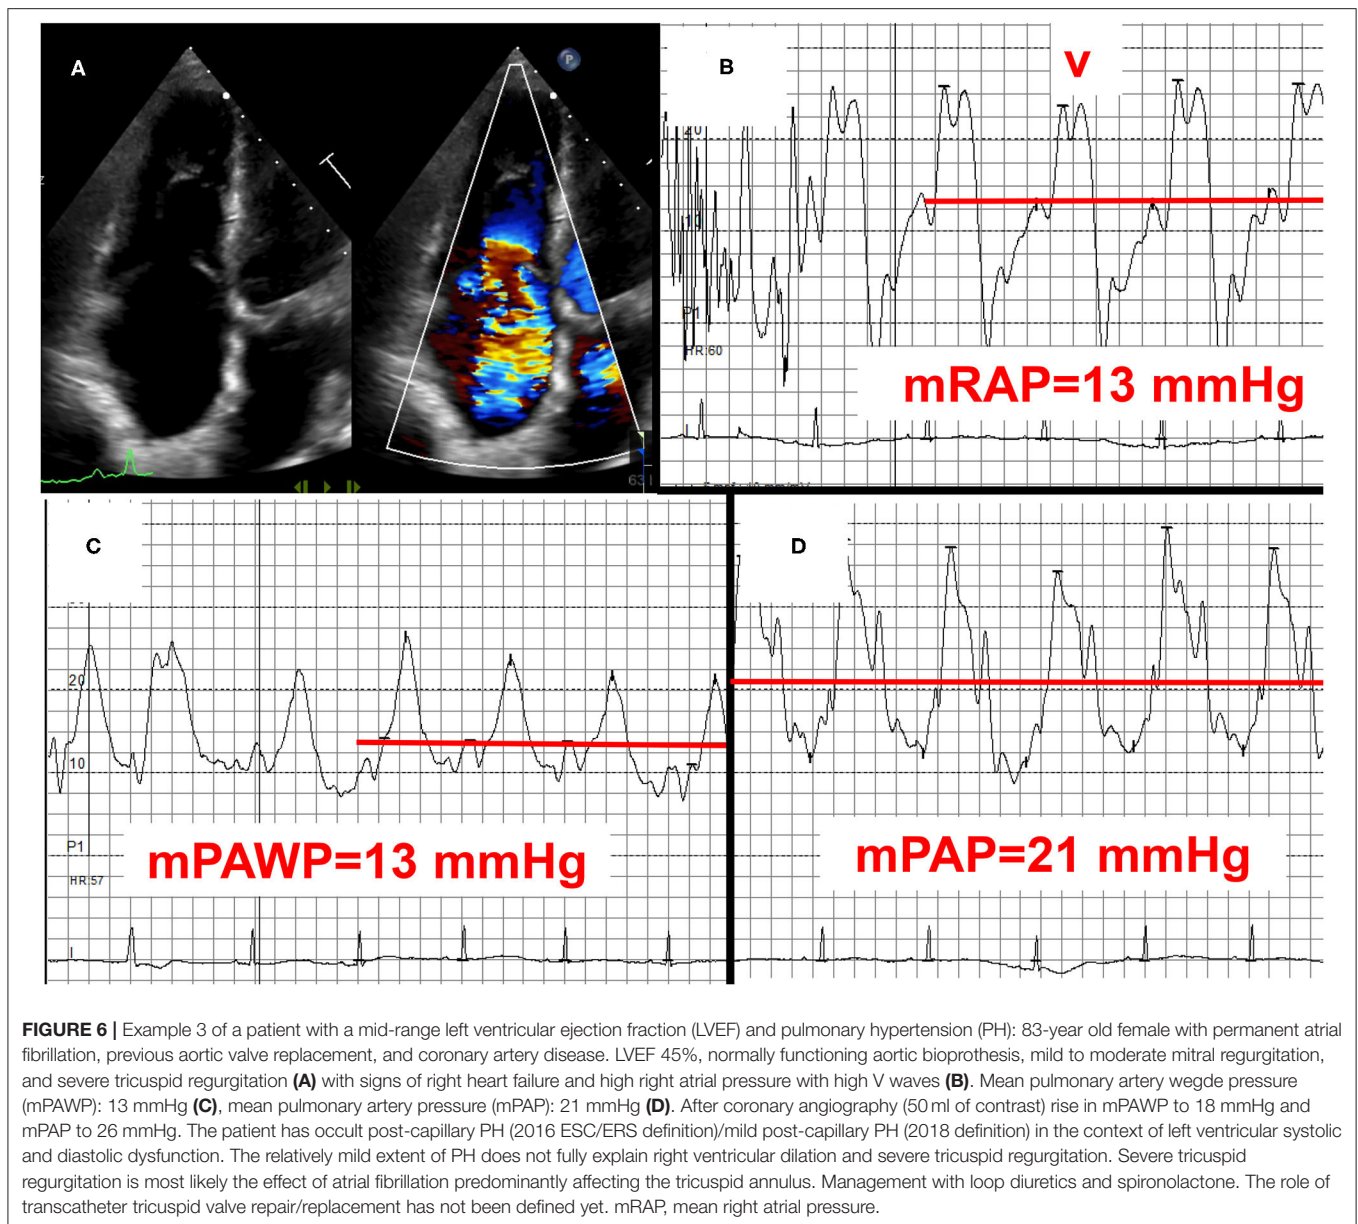 A
P
B
v
20
10
P1
HR:60
mRAP=13 mmHg
63
C
D
20
10
P1
HR:57
mPAWP=13 mmHg
mPAP=21 mmHg
I
FIGURE 6 | Example 3 of a patient with a mid-range left ventricular ejection fraction (LVEF) and pulmonary hypertension (PH): 83-year old female with permanent atrial
fibrillation, previous aortic valve replacement, and coronary artery disease. LVEF 45%, normally functioning aortic bioprothesis, mild to moderate mitral regurgitation,
and severe tricuspid regurgitation (A) with signs of right heart failure and high right atrial pressure with high V waves (B). Mean pulmonary artery wegde pressure
(mPAWP): 13 mmHg (C), mean pulmonary artery pressure (mPAP): 21 mmHg (D). After coronary angiography (50 ml of contrast) rise in mPAWP to 18 mmHg and
mPAP to 26 mmHg. The patient has occult post-capillary PH (2016 ESC/ERS definition)/mild post-capillary PH (2018 definition) in the context of left ventricular systolic
and diastolic dysfunction. The relatively mild extent of PH does not fully explain right ventricular dilation and severe tricuspid regurgitation. Severe tricuspid
regurgitation is most likely the effect of atrial fibrillation predominantly affecting the tricuspid annulus. Management with loop diuretics and spironolactone. The role of
transcatheter tricuspid valve repair/replacement has not been defined yet. mRAP, mean right atrial pressure.